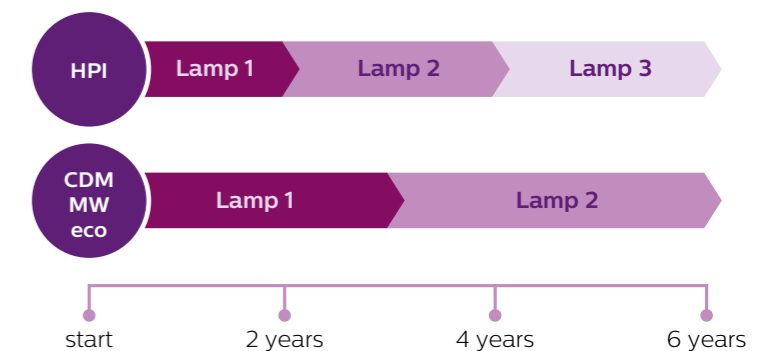 HPI
Lamp 1
Lamp 2
Lamp 3
CDM
MW
eco
Lamp 1
Lamp 2
start
2 years
4 years
6 years